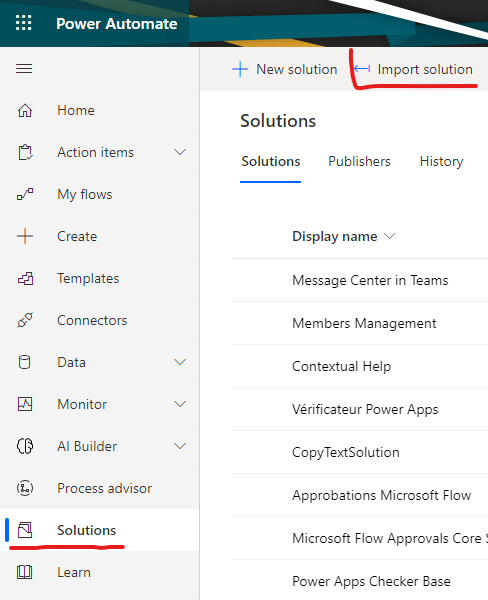 Power Automate
New solution
Import solution
Home
Action items
My flows
Create
Templates
Connectors
Data
Monitor
AI Builder
Process advisor
Solutions
Learn
Solutions
Solutions Publishers History
Display name
Message Center in Teams
Members Management
Contextual Help
Vérificateur Power Apps
CopyTextSolution
Approbations Microsoft Flow
Microsoft Flow Approvals Core S
Power Apps Checker Base